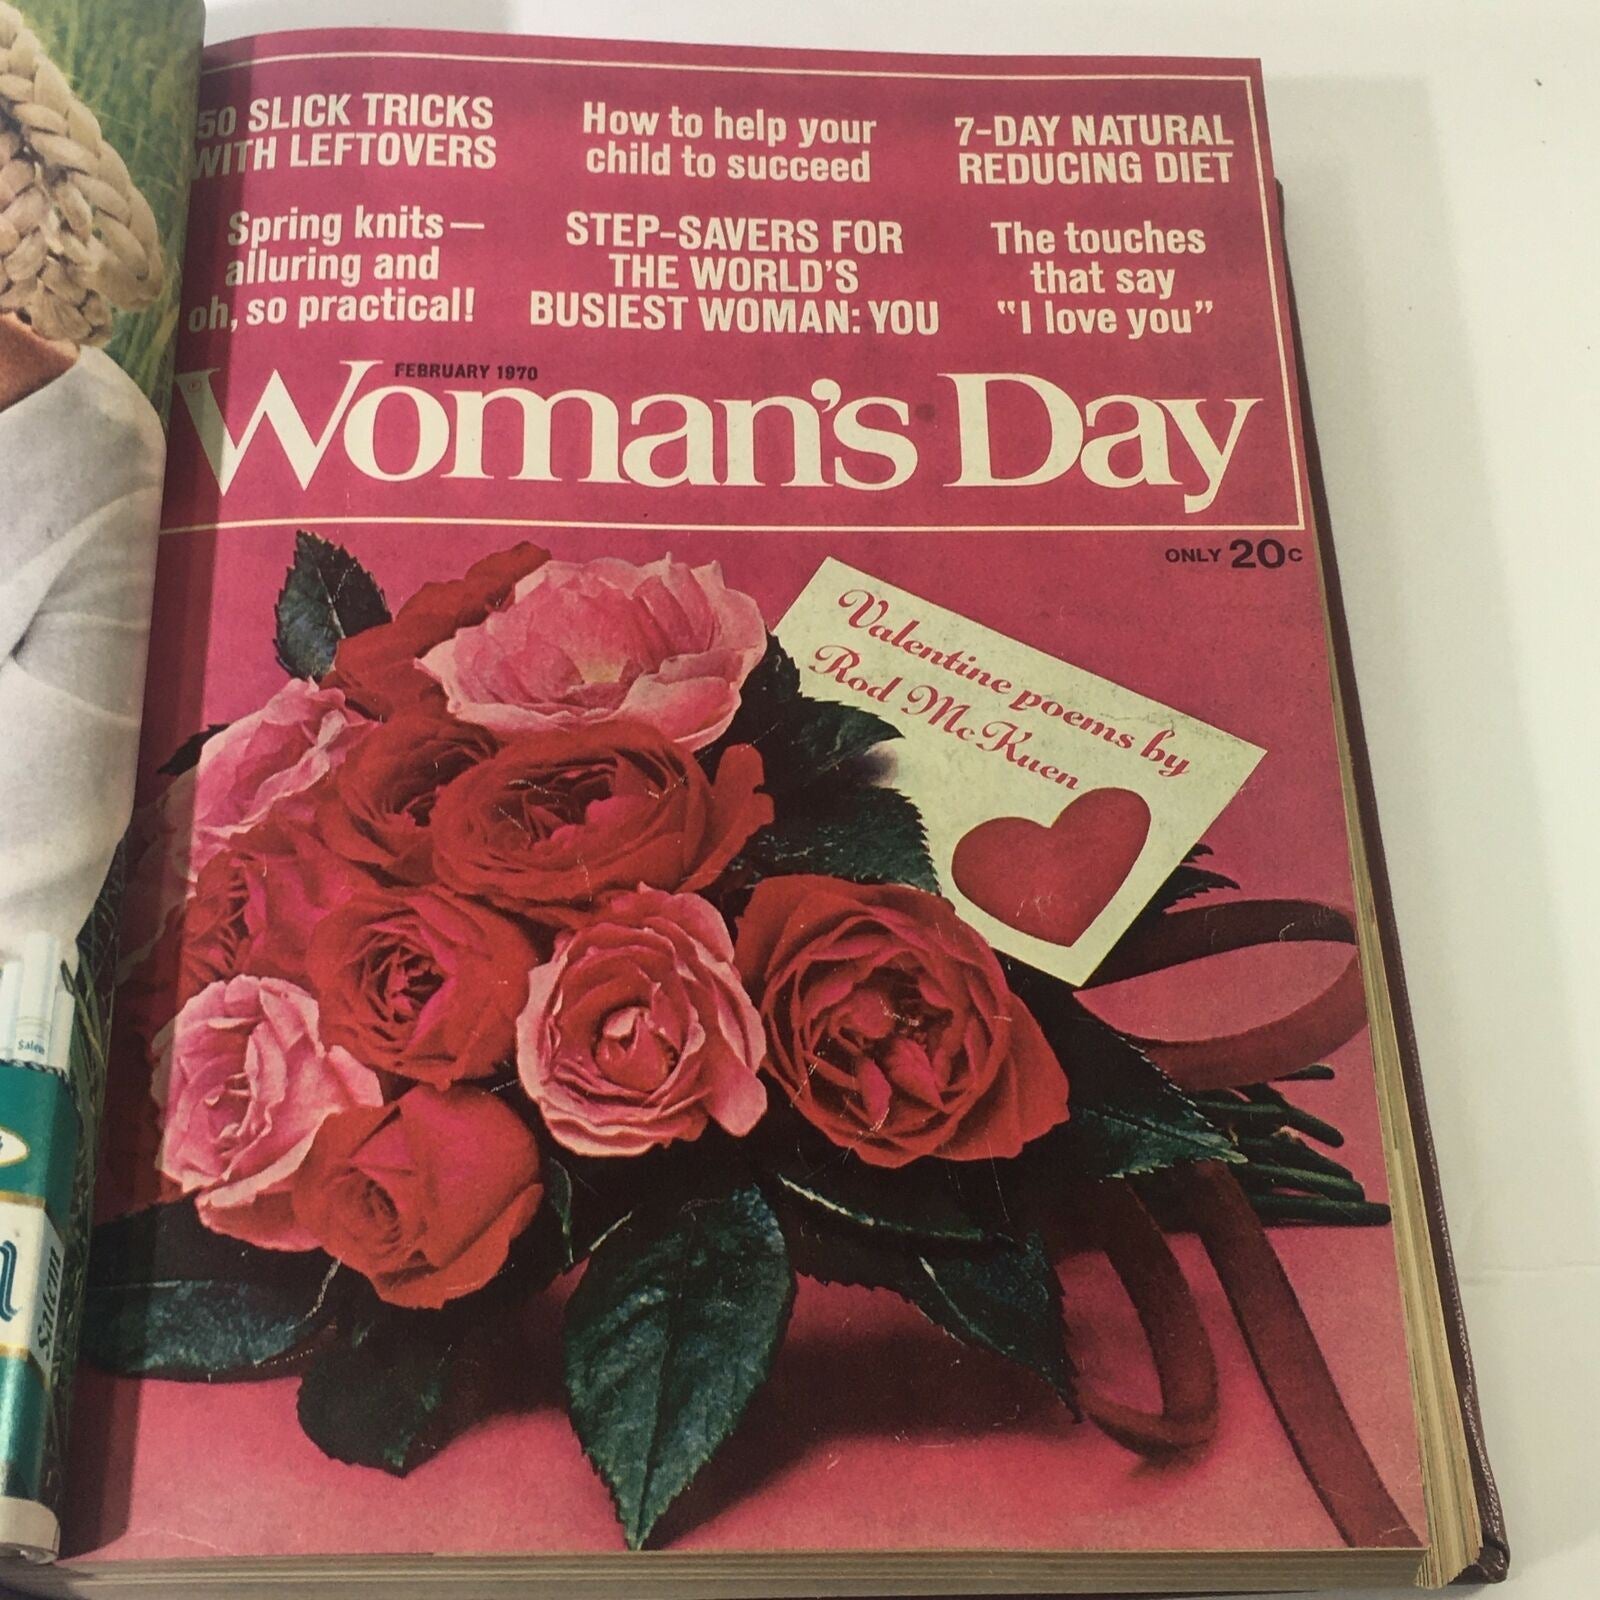 50 SLICK TRICKS
WITH LEFTOVERS
How to help your
child to succeed
7-DAY NATURAL
REDUCING DIET
Spring knits—
alluring and
oh, so practical!
STEP-SAVERS FOR
THE WORLD'S
BUSIEST WOMAN: YOU
The touches
that say
"I love you"
FEBRUARY 1970
Woman's Day
ONLY 20c
Valentine poems by
Rod McKuen
Salem
Salem